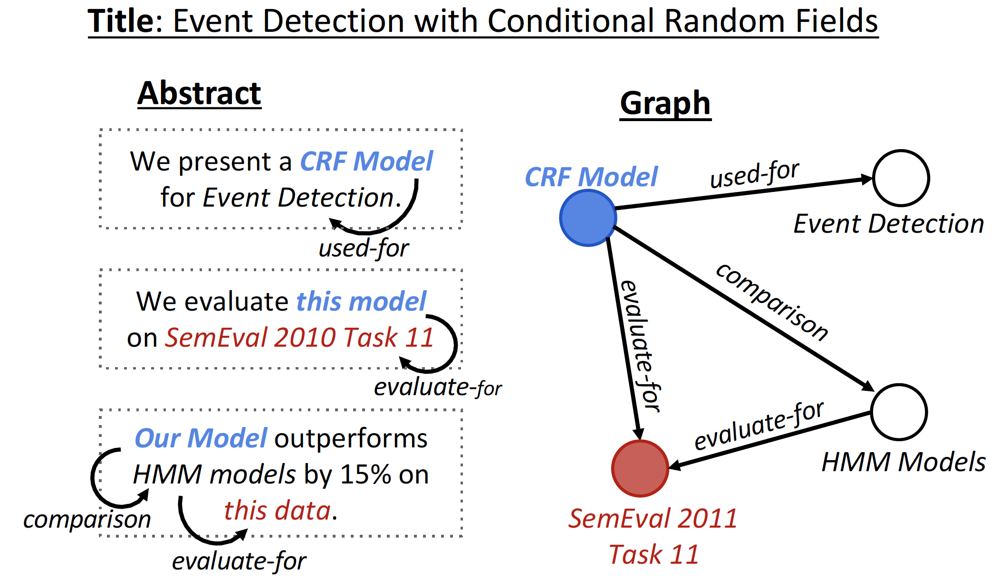 Title: Event Detection with Conditional Random Fields
Abstract
We present a CRF Model
for Event Detection.
used-for
We evaluate this model
on SemEval 2010 Task 11
evaluate-for
Our Model outperforms
HMM models by 15% on
this data.
comparison
evaluate-for
Graph
CRF Model
used-for
Event Detection
comparison
evaluate-for
evaluate-for
HMM Models
SemEval 2011
Task 11